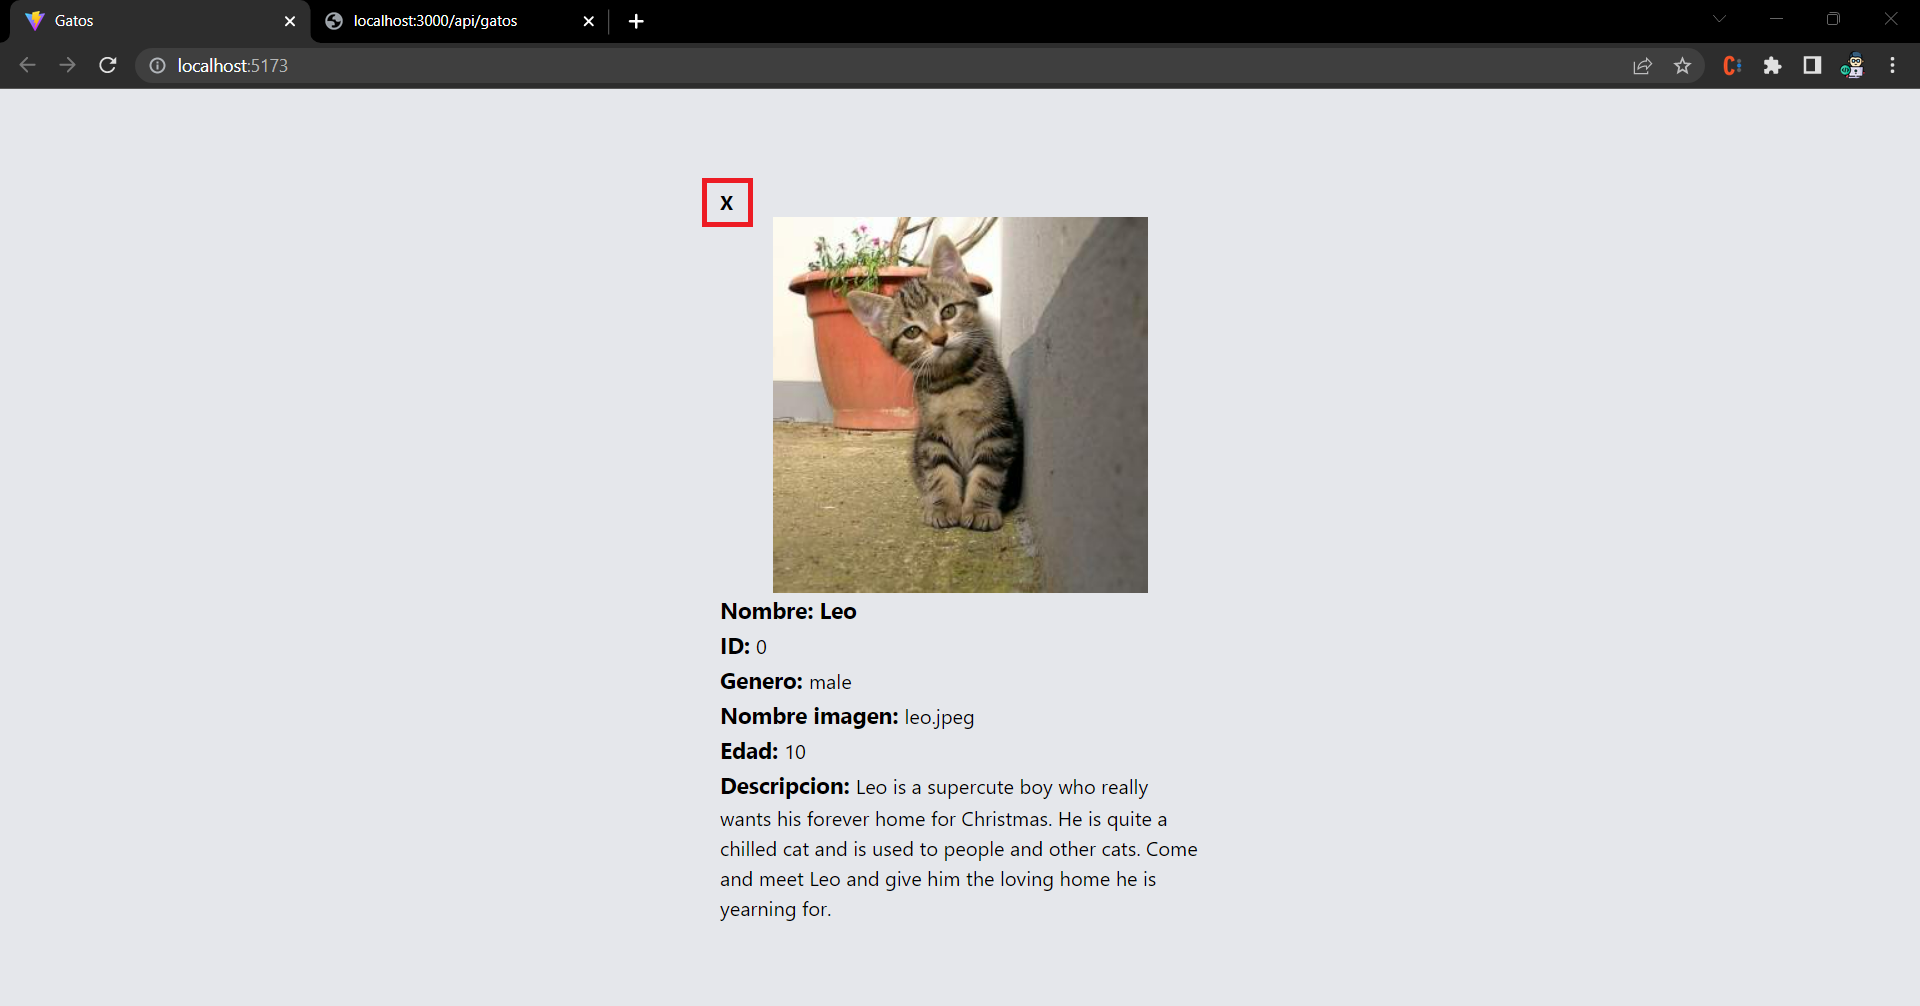 Gatos
localhost:3000/api/gatos
localhost:5173
X
Nombre: Leo
ID: 0
Genero: male
Nombre imagen: leo.jpeg
Edad: 10
Descripcion: Leo is a supercute boy who really
wants his forever home for Christmas. He is quite a
chilled cat and is used to people and other cats. Come
and meet Leo and give him the loving home he is
yearning for.